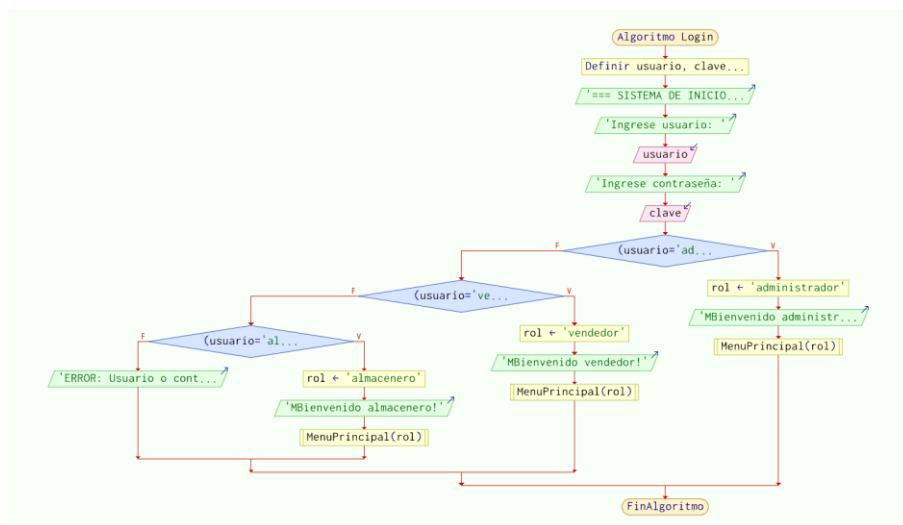 Algoritmo Login
Definir usuario, clave...
'=== SISTEMA DE INICIO...
'Ingrese usuario: '
usuario
'Ingrese contraseña: '
clave
F (usuario='ad... V
F (usuario='ve... V
rol ← 'administrador'
'MBienvenido administr...
MenuPrincipal(rol)
F (usuario='al... V
rol ← 'vendedor'
'MBienvenido vendedor!'
MenuPrincipal(rol)
'ERROR: Usuario o cont...
rol ← 'almacenero'
'MBienvenido almacenero!'
MenuPrincipal(rol)
FinAlgoritmo